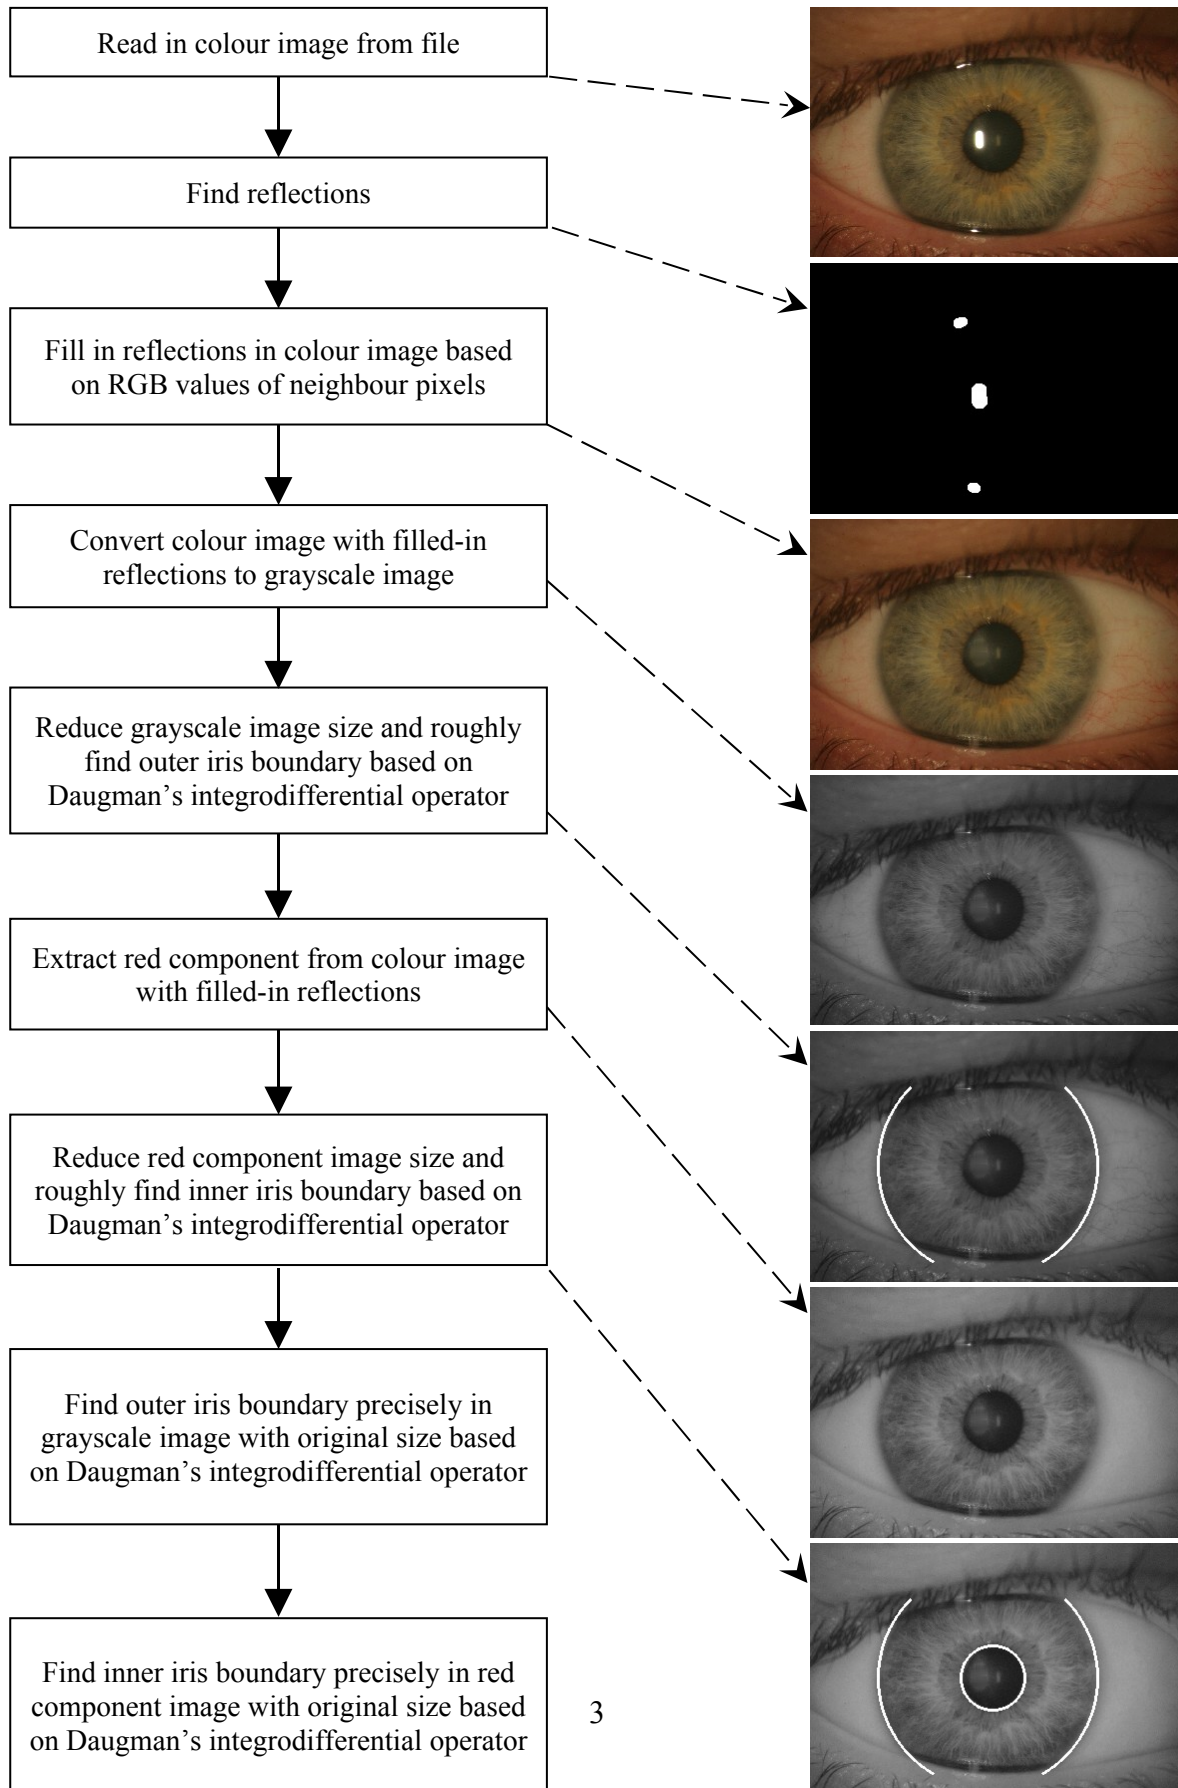 Read in colour image from file
Find reflections
Fill in reflections in colour image based
on RGB values of neighbour pixels
Convert colour image with filled-in
reflections to grayscale image
Reduce grayscale image size and roughly
find outer iris boundary based on
Daugman’s integrodifferential operator
Extract red component from colour image
with filled-in reflections
Reduce red component image size and
roughly find inner iris boundary based on
Daugman’s integrodifferential operator
Find outer iris boundary precisely in
grayscale image with original size based
on Daugman’s integrodifferential operator
Find inner iris boundary precisely in red
component image with original size based
on Daugman’s integrodifferential operator
3